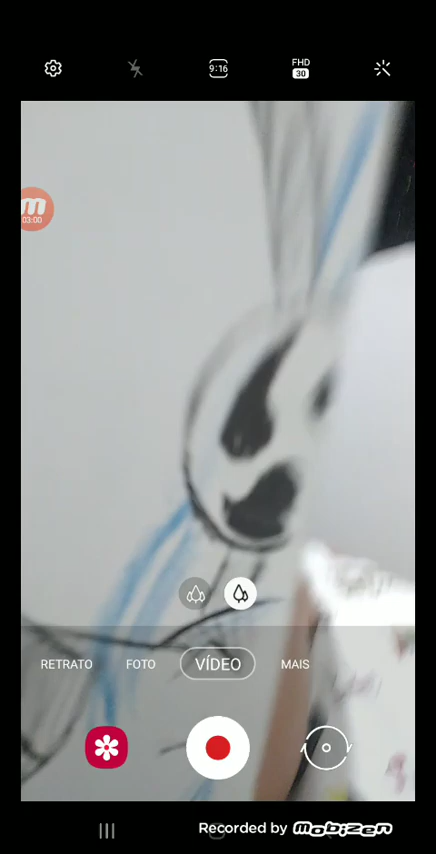 9:16
FHD
30
m
03:00
RETRATO FOTO VÍDEO MAIS
Recorded by Mobizen